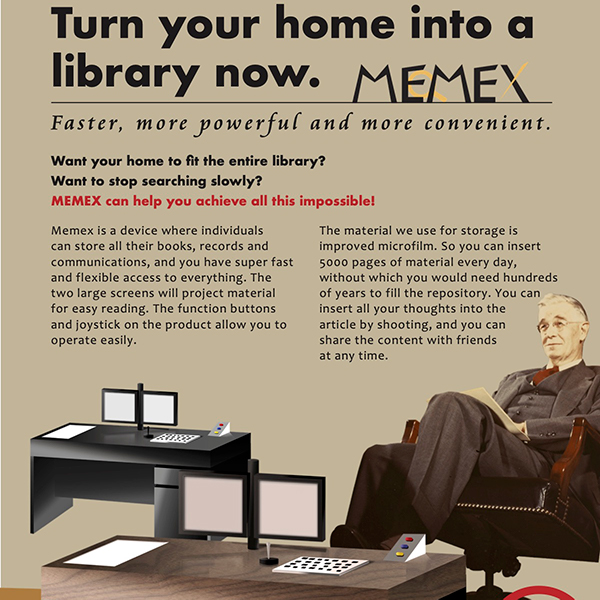 Turn your home into a
library now.
MEMEX
Faster, more powerful and more convenient.
Want your home to fit the entire library?
Want to stop searching slowly?
MEMEX can help you achieve all this impossible!
Memex is a device where individuals
can store all their books, records and
communications, and you have super fast
and flexible access to everything. The
two large screens will project material
for easy reading. The function buttons
and joystick on the product allow you to
operate easily.
The material we use for storage is
improved microfilm. So you can insert
5000 pages of material every day,
without which you would need hundreds
of years to fill the repository. You can
insert all your thoughts into the
article by shooting, and you can
share the content with friends
at any time.